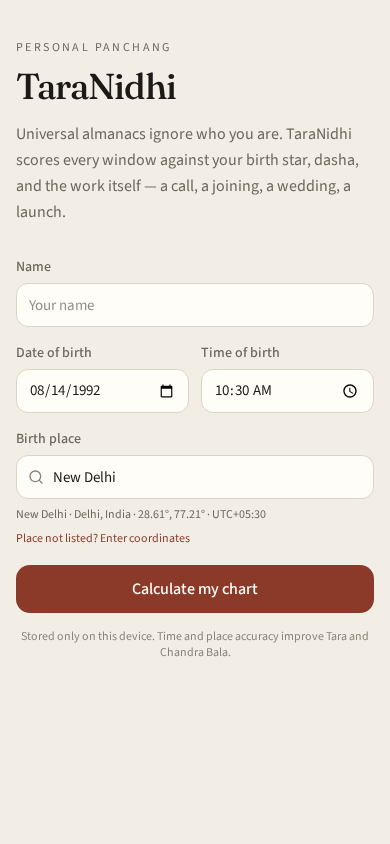 PERSONAL PANCHANG
TaraNidhi
Universal almanacs ignore who you are. TaraNidhi
scores every window against your birth star, dasha,
and the work itself — a call, a joining, a wedding, a
launch.
Name
Your name
Date of birth
Time of birth
08/14/1992
10:30 AM
Birth place
New Delhi
New Delhi · Delhi, India · 28.61°, 77.21° · UTC+05:30
Place not listed? Enter coordinates
Calculate my chart
Stored only on this device. Time and place accuracy improve Tara and
Chandra Bala.